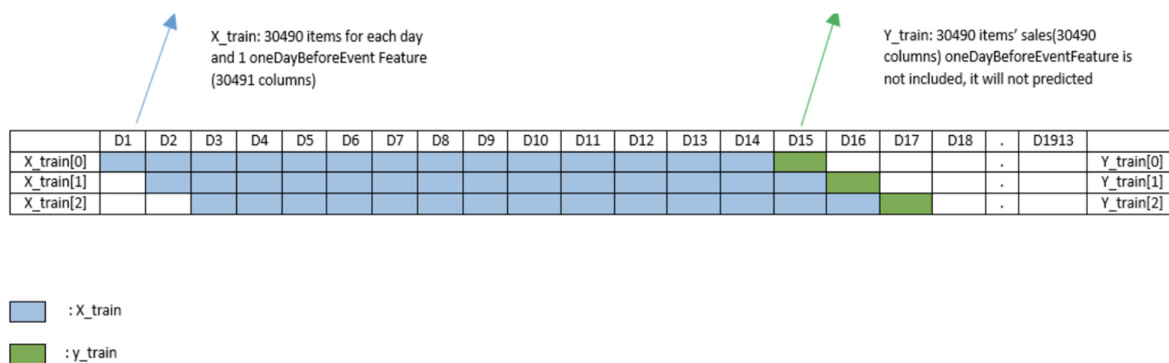 X_train: 30490 items for each day
and 1 oneDayBeforeEvent Feature
(30491 columns)
Y_train: 30490 items' sales(30490
columns) oneDayBeforeEventFeature is
not included, it will not predicted
D1 D2 D3 D4 D5 D6 D7 D8 D9 D10 D11 D12 D13 D14 D15 D16 D17 D18 . D1913
X_train[0] . Y_train[0]
X_train[1] . Y_train[1]
X_train[2] . Y_train[2]
: X_train
: y_train